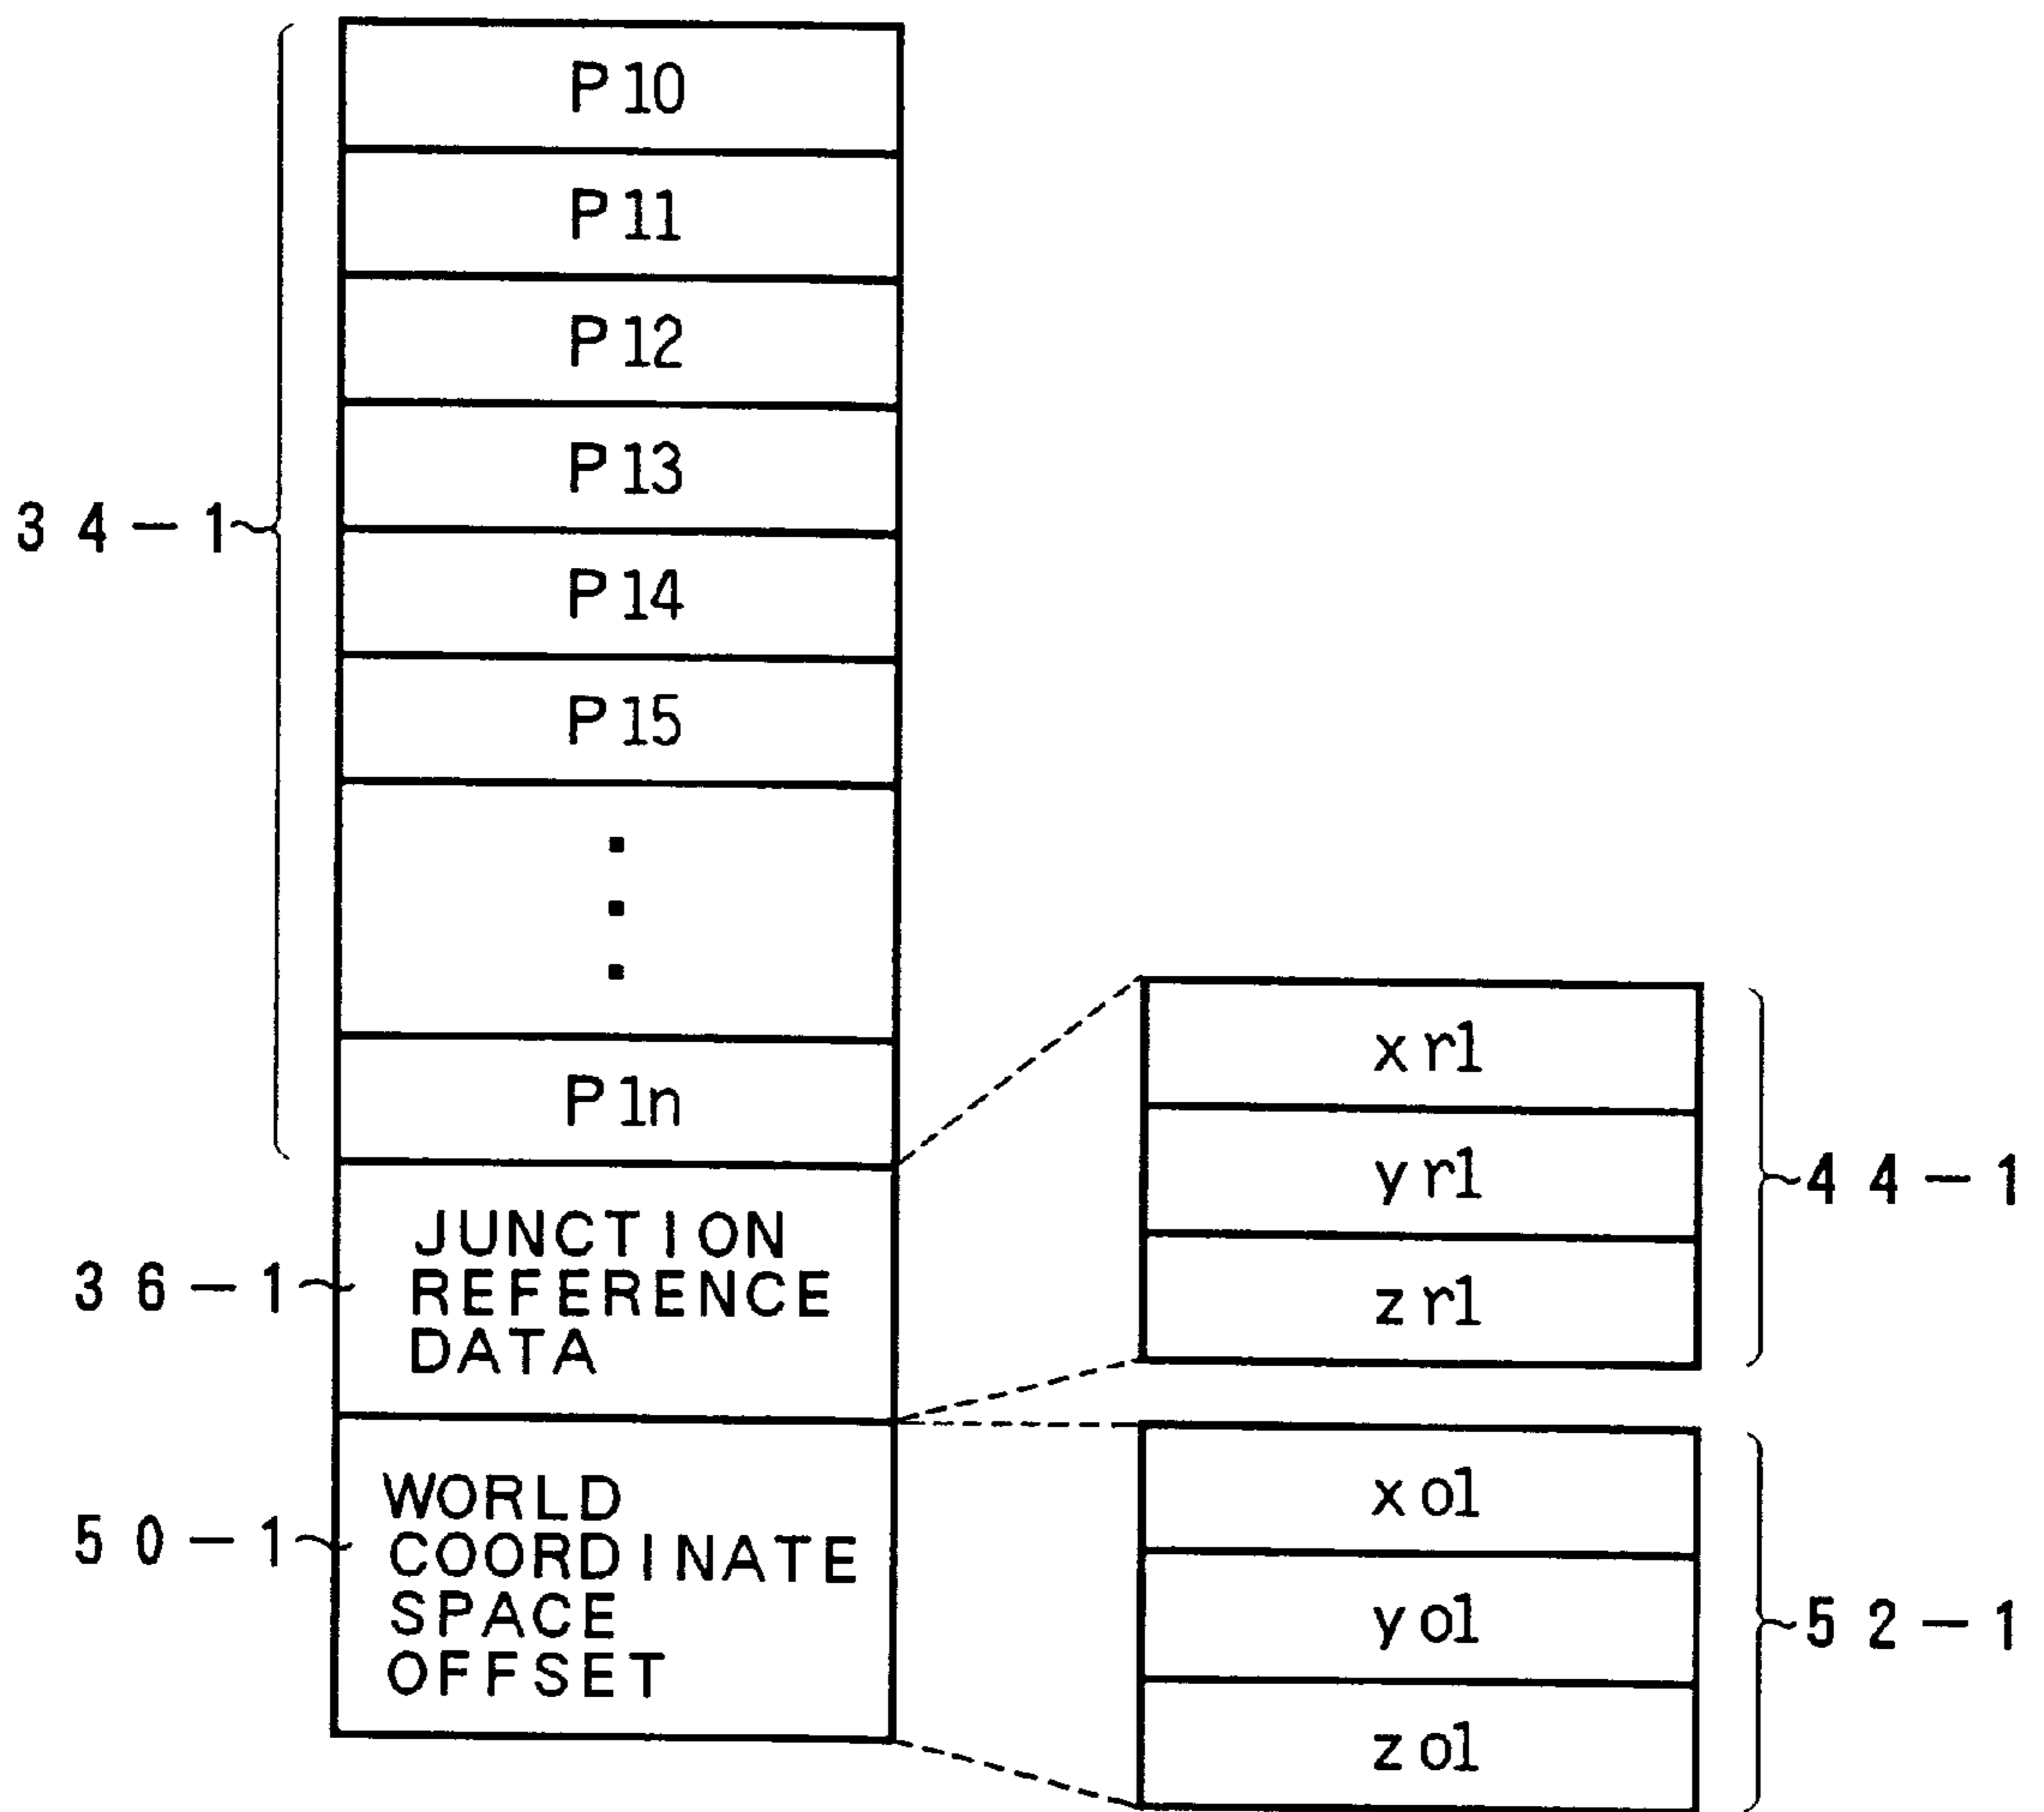 P10
P11
P12
P13
34-1
P14
P15
P1n
xr1
yr1
44-1
zr1
36-1
JUNCTION
REFERENCE
DATA
50-1
WORLD
COORDINATE
SPACE
OFFSET
xo1
yo1
52-1
zo1